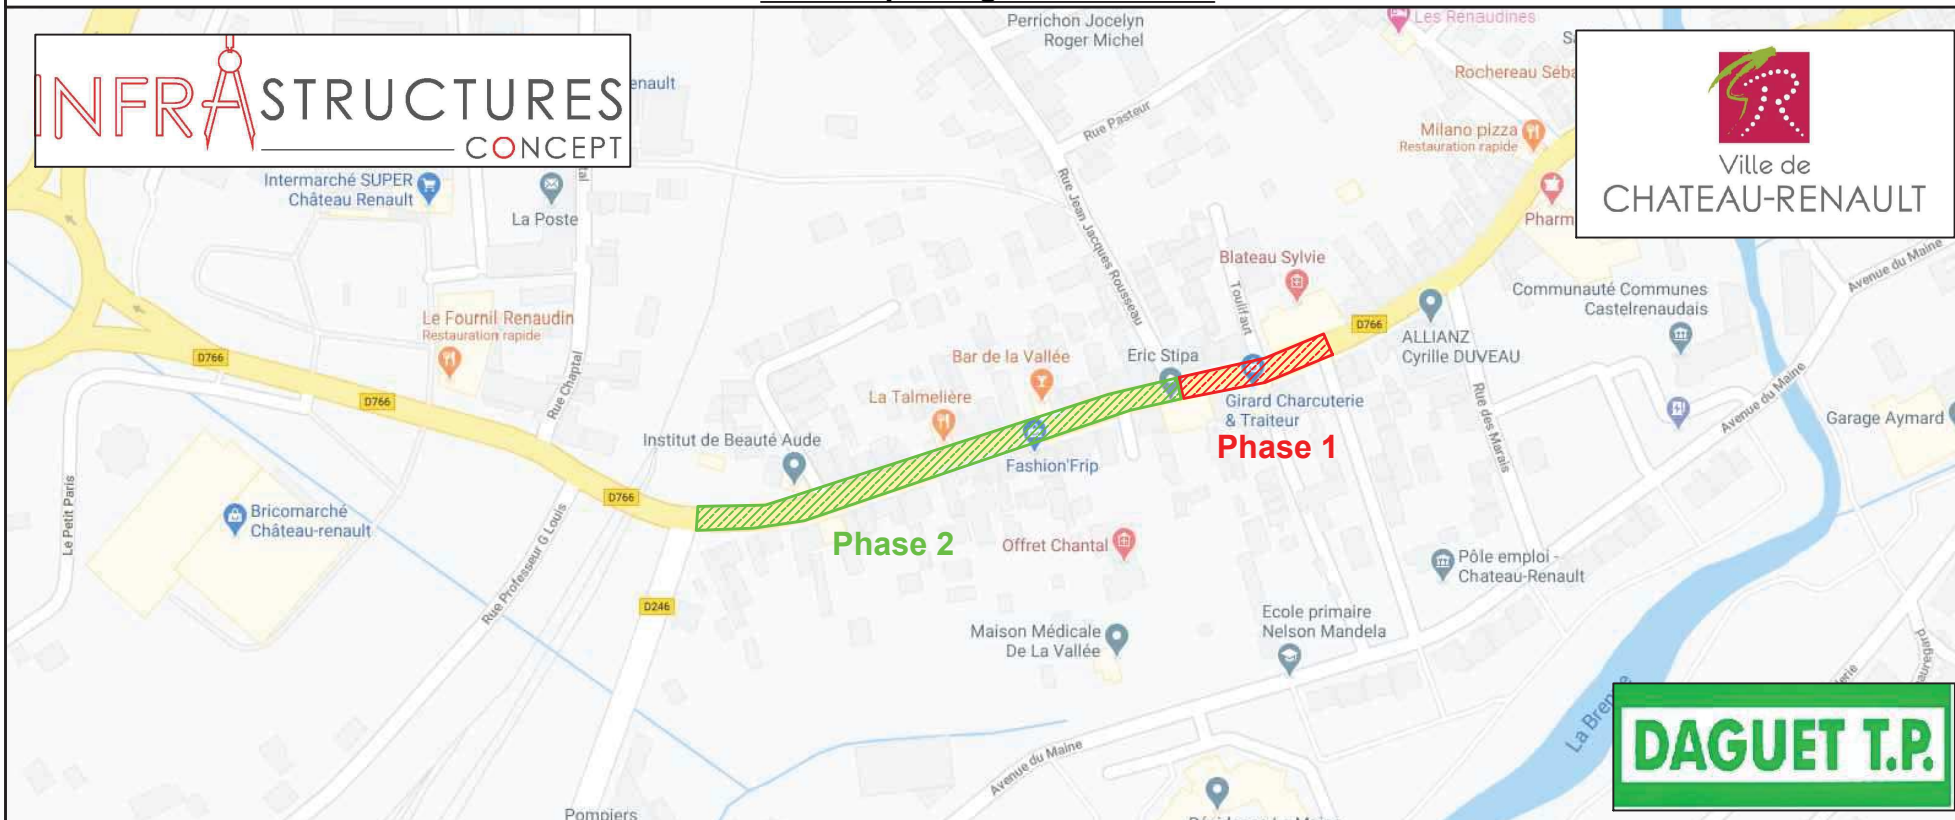 INFRASTRUCTURES
CONCEPT
enault
Intermarché SUPER
Château Renault
La Poste
tal
Perrichon Jocelyn
Roger Michel
Les Renaudines
Rochereau Séba
Rue Pasteur
Milano pizza
Restauration rapide
Pharm
Ville de
CHATEAU-RENAULT
Rue Jean Jacques Rousseau
Toulifaut
Blateau Sylvie
Communauté Communes
Castelrenaudais
Avenue du Maine
Le Fournil Renaudin
Restauration rapide
D766
D766
D766
D766
ALLIANZ
Cyrille DUVEAU
Rue Chaptal
Bar de la Vallée
Eric Stipa
La Talmelière
Girard Charcuterie
& Traiteur
Phase 1
Rue des Marais
Avenue du Maine
Garage Aymard
Institut de Beauté Aude
Fashion'Frip
Le Petit Paris
Bricomarché
Château-renault
Rue Professeur G Louis
Phase 2
Offret Chantal
Pôle emploi -
Chateau-Renault
D246
Ecole primaire
Nelson Mandela
Maison Médicale
De La Vallée
La Bren
Avenue du Maine
DAGUET T.P.
Pompiers